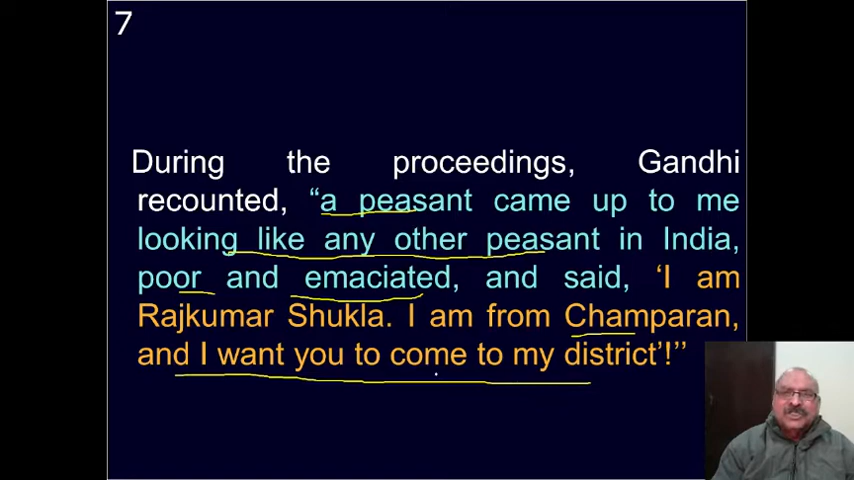 7
During the proceedings, Gandhi
recounted, “a peasant came up to me
looking like any other peasant in India,
poor and emaciated, and said, ‘I am
Rajkumar Shukla. I am from Champaran,
and I want you to come to my district’!’’